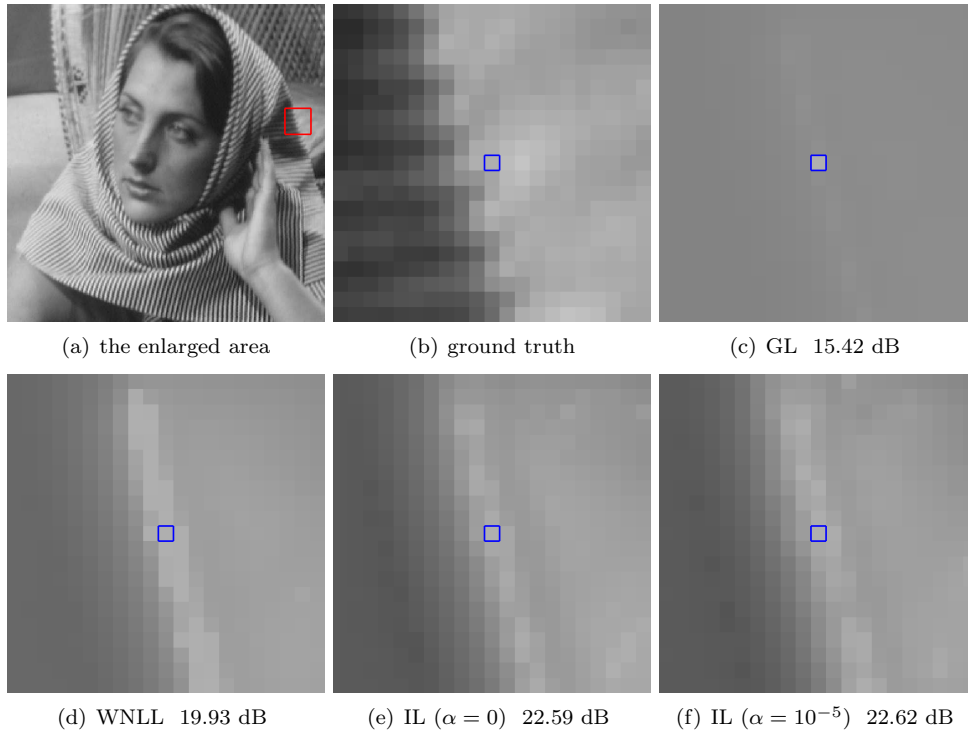 (a) the enlarged area
(b) ground truth
(c) GL 15.42 dB
(d) WNLL 19.93 dB
(e) IL (α = 0) 22.59 dB
(f) IL (α = 10⁻⁵) 22.62 dB